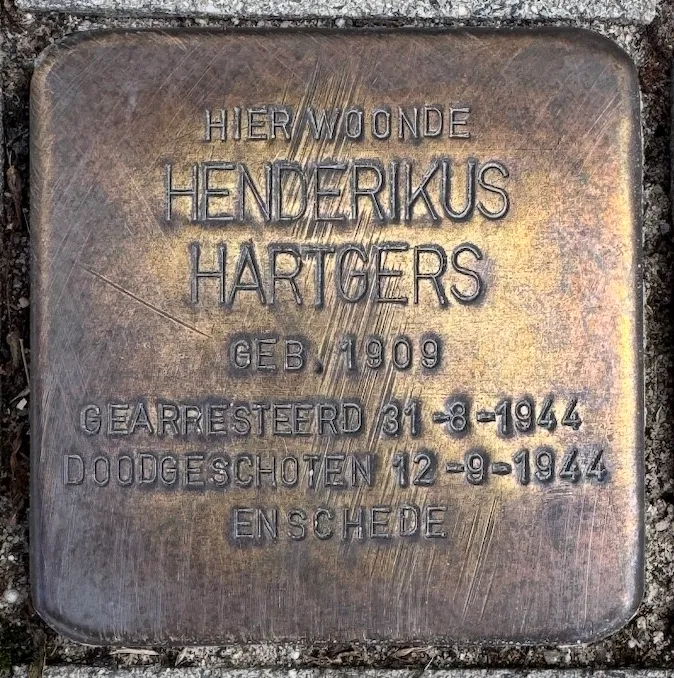 HIER WOONDE
HENDERIKUS
HARTGERS
GEB. 1909
GEARRESTEERD 31-8-1944
DOODGESCHOTEN 12-9-1944
ENSCHEDE